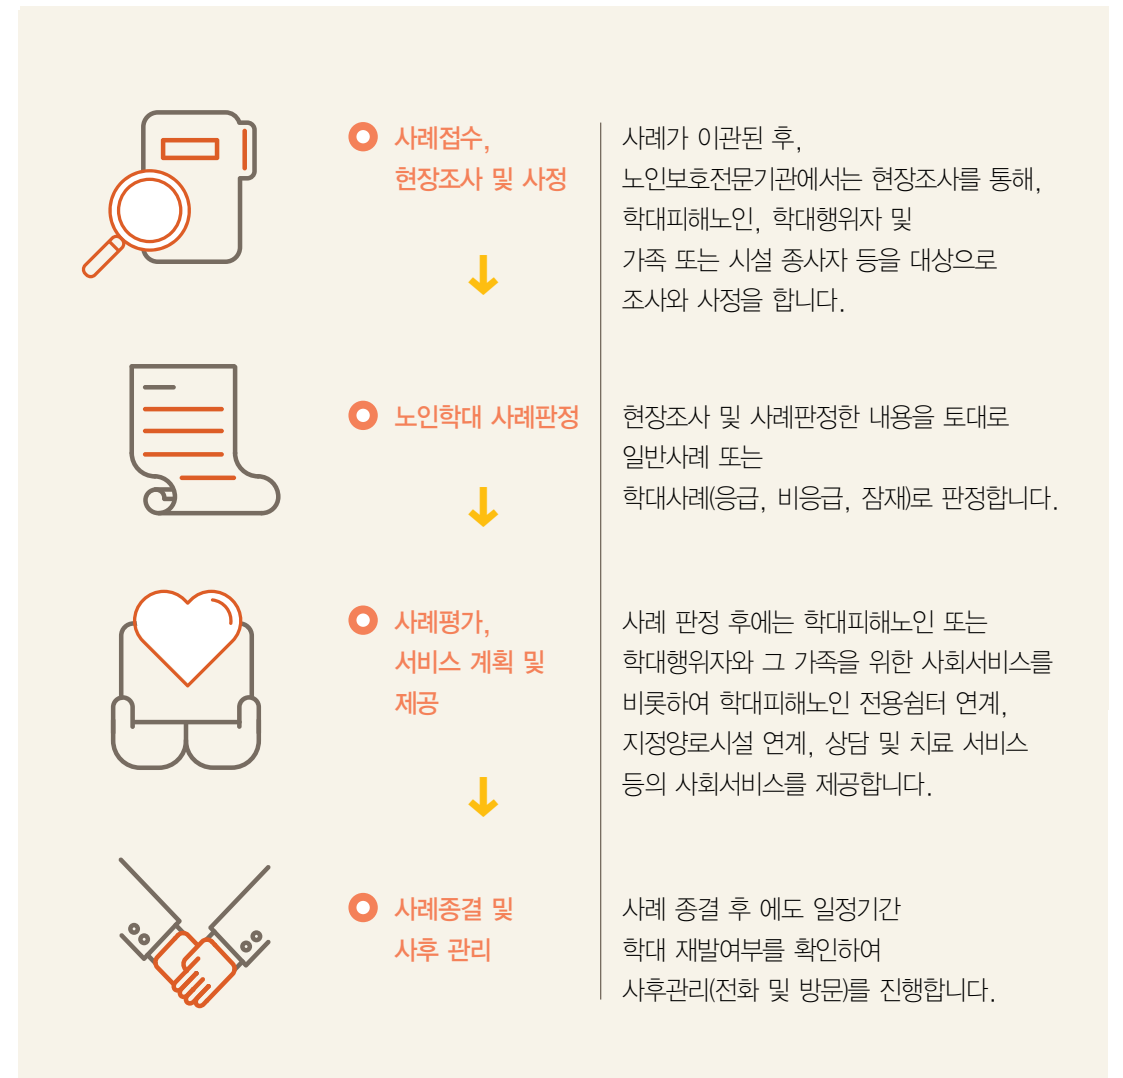 사례접수,
현장조사 및 사정
사례가 이관된 후,
노인보호전문기관에서는 현장조사를 통해,
학대피해노인, 학대행위자 및
가족 또는 시설 종사자 등을 대상으로
조사와 사정을 합니다.
노인학대 사례판정
현장조사 및 사례판정한 내용을 토대로
일반사례 또는
학대사례(응급, 비응급, 잠재)로 판정합니다.
사례평가,
서비스 계획 및
제공
사례 판정 후에는 학대피해노인 또는
학대행위자와 그 가족을 위한 사회서비스를
비롯하여 학대피해노인 전용쉼터 연계,
지정양로시설 연계, 상담 및 치료 서비스
등의 사회서비스를 제공합니다.
사례종결 및
사후 관리
사례 종결 후 에도 일정기간
학대 재발여부를 확인하여
사후관리(전화 및 방문)를 진행합니다.